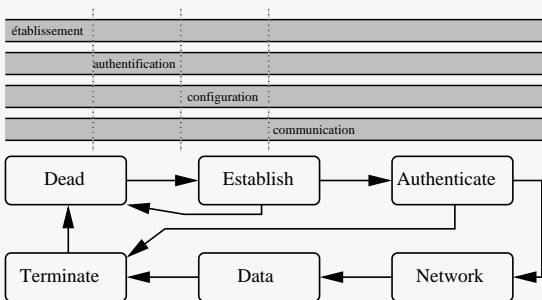 établissement
authentification
configuration
communication
Dead Establish Authenticate
Terminate Data Network